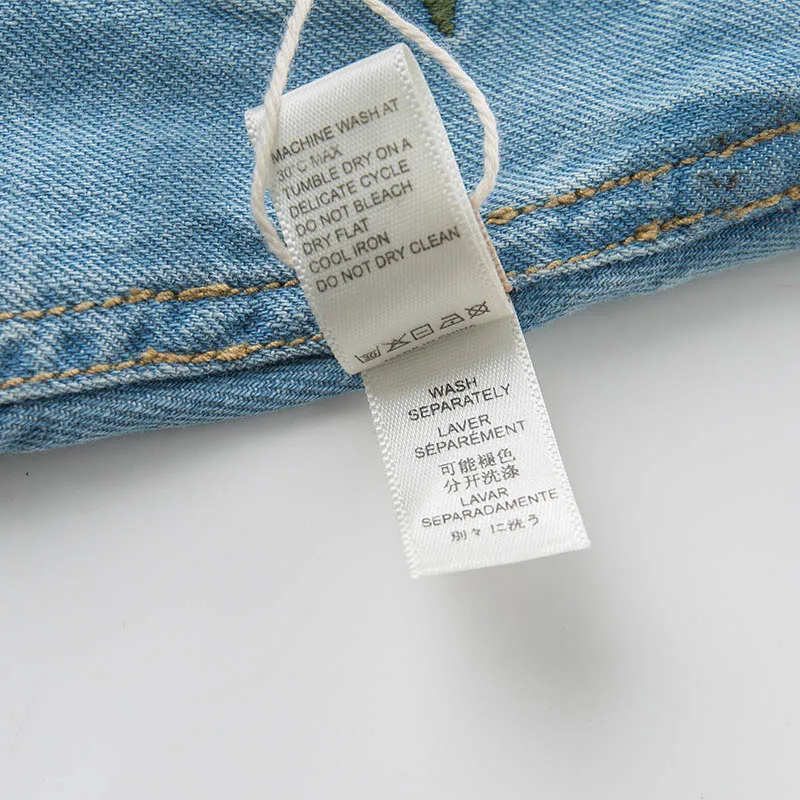 MACHINE WASH AT
30°C MAX
TUMBLE DRY ON A
DELICATE CYCLE
DO NOT BLEACH
DRY FLAT
COOL IRON
DO NOT DRY CLEAN
30
WASH
SEPARATELY
LAVER
SÉPARÉMENT
可能褪色
分开洗涤
LAVAR
SEPARADAMENTE
別々に洗う